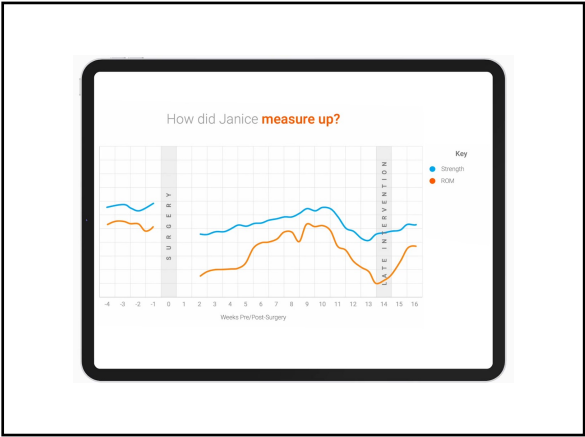 How did Janice measure up?
Key
Strength
ROM
SURGERY
LATE INTERVENTION
-4 -3 -2 -1 0 1 2 3 4 5 6 7 8 9 10 11 12 13 14 15 16
Weeks Pre/Post-Surgery